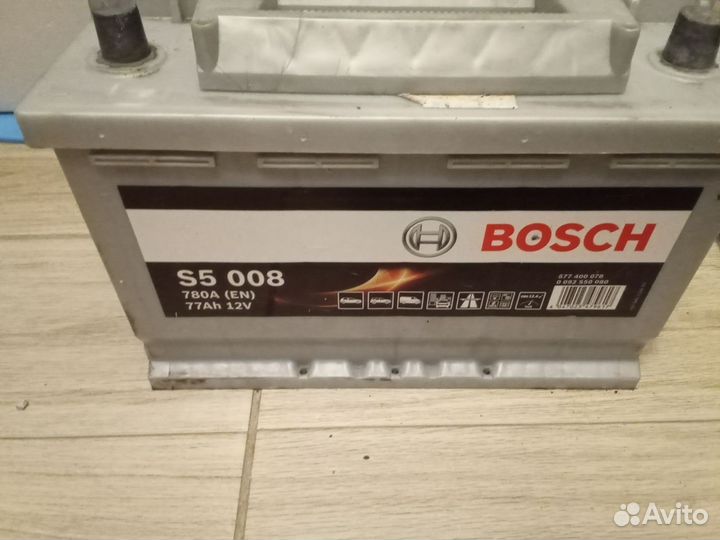 BOSCH
S5 008
780A (EN)
77Ah 12V
577 400 078
0 092 S50 080
Avito